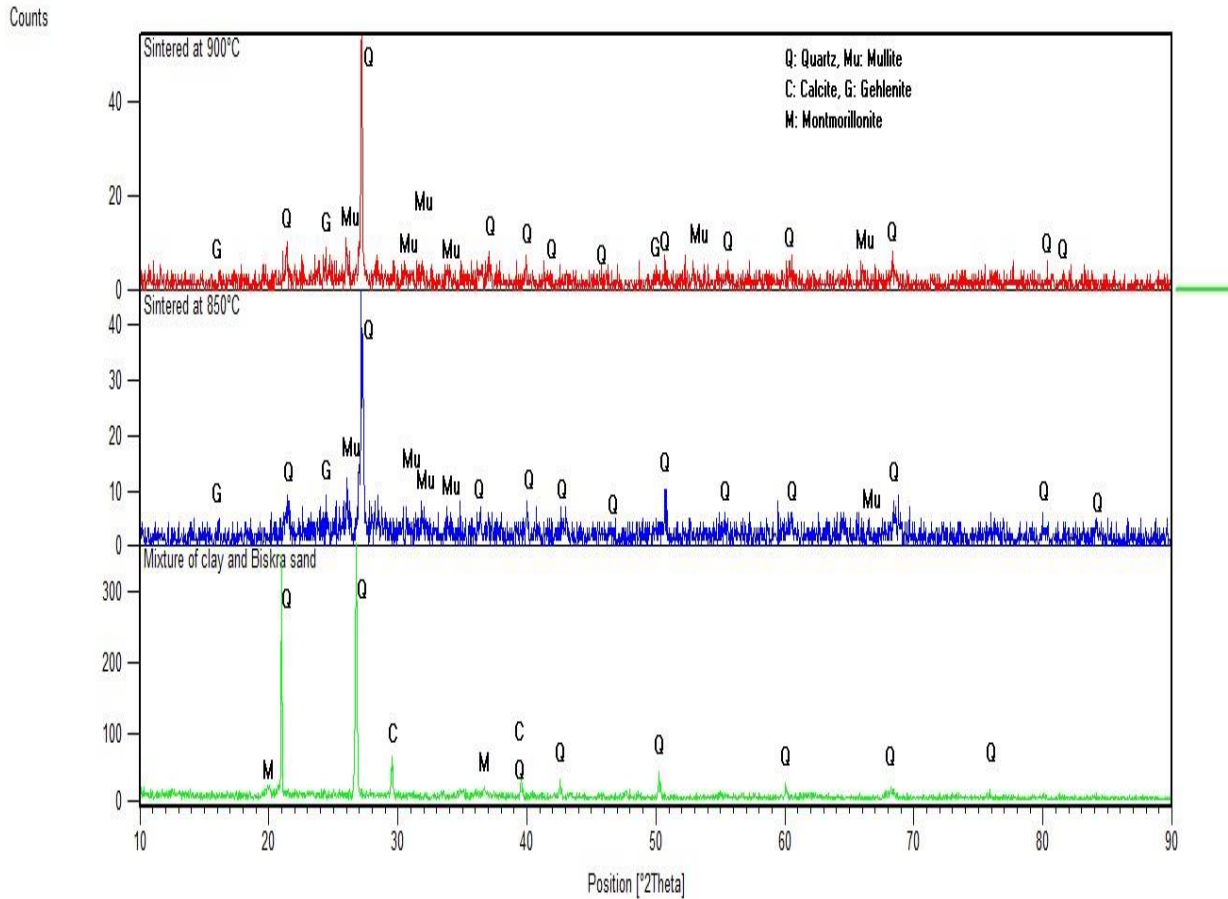 Counts
Sintered at 900°C
Q: Quartz, Mu: Mullite
C: Calcite, G: Gehlenite
M: Montmorillonite
40
20
0
G Q G Mu Q Mu Mu Mu Q Q Q Q G Q Mu Q Q Mu Q Q Q
Sintered at 850°C
40
30
20
10
0
G Q G Mu Q Mu Mu Mu Q Q Q Q Q Q Q Mu Q Q Q
Mixture of clay and Biskra sand
300
200
100
0
M Q Q C M C Q Q Q Q Q Q
10 20 30 40 50 60 70 80 90
Position [°2Theta]